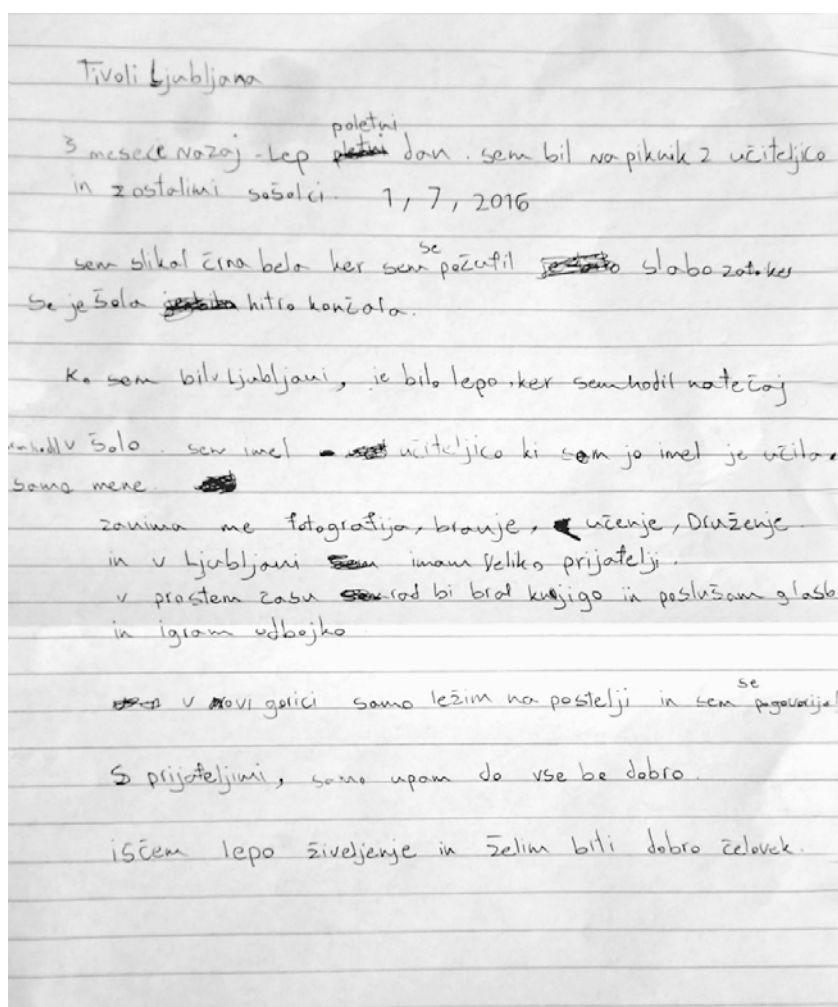 Tivoli Ljubljana
3 mesece nazaj - Lep poletni dan. sem bil na piknik z učiteljico
in z ostalimi sošolci. 1, 7, 2016
sem slikal črna bela ker sem se počutil slabo zato ker
se je šola hitro končala.
Ko sem bil v Ljubljani, je bilo lepo, ker sem hodil na tečaj
sem hodil v šolo. sem imel učiteljico ki sem jo imel je učila
samo mene.
zanima me fotografija, branje, učenje, Druženje.
in v Ljubljani imam veliko prijatelji.
v prostem času rad bi bral knjigo in poslušam glasb
in igram odbojko
v Novi gorici samo ležim na postelji in sem se
S prijateljimi, samo upam da vse be dobro.
iščem lepo živeljenje in želim biti dobro čelovek.